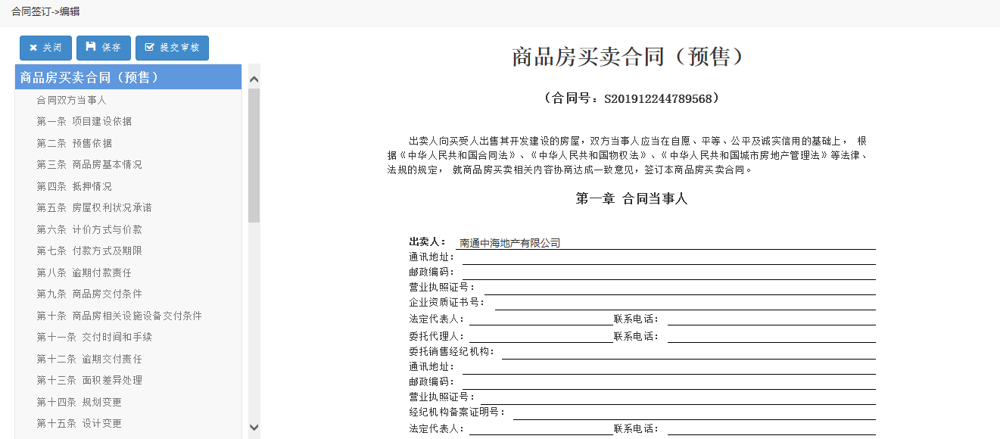 合同签订->编辑
关闭
保存
提交审核
商品房买卖合同（预售）
合同双方当事人
第一条 项目建设依据
第二条 预售依据
第三条 商品房基本情况
第四条 抵押情况
第五条 房屋权利状况承诺
第六条 计价方式与价款
第七条 付款方式及期限
第八条 逾期付款责任
第九条 商品房交付条件
第十条 商品房相关设施设备交付条件
第十一条 交付时间和手续
第十二条 逾期交付责任
第十三条 面积差异处理
第十四条 规划变更
第十五条 设计变更
商品房买卖合同（预售）
（合同号：S201912244789568）
出卖人向买受人出售其开发建设的房屋，双方当事人应当在自愿、平等、公平及诚实信用的基础上， 根
据《中华人民共和国合同法》、《中华人民共和国物权法》、《中华人民共和国城市房地产管理法》等法律、
法规的规定， 就商品房买卖相关内容协商达成一致意见，签订本商品房买卖合同。
第一章 合同当事人
出卖人： 南通中海地产有限公司
通讯地址：
邮政编码：
营业执照证号：
企业资质证书号：
法定代表人： 联系电话：
委托代理人： 联系电话：
委托销售经纪机构：
通讯地址：
邮政编码：
营业执照证号：
经纪机构备案证明号：
法定代表人： 联系电话：